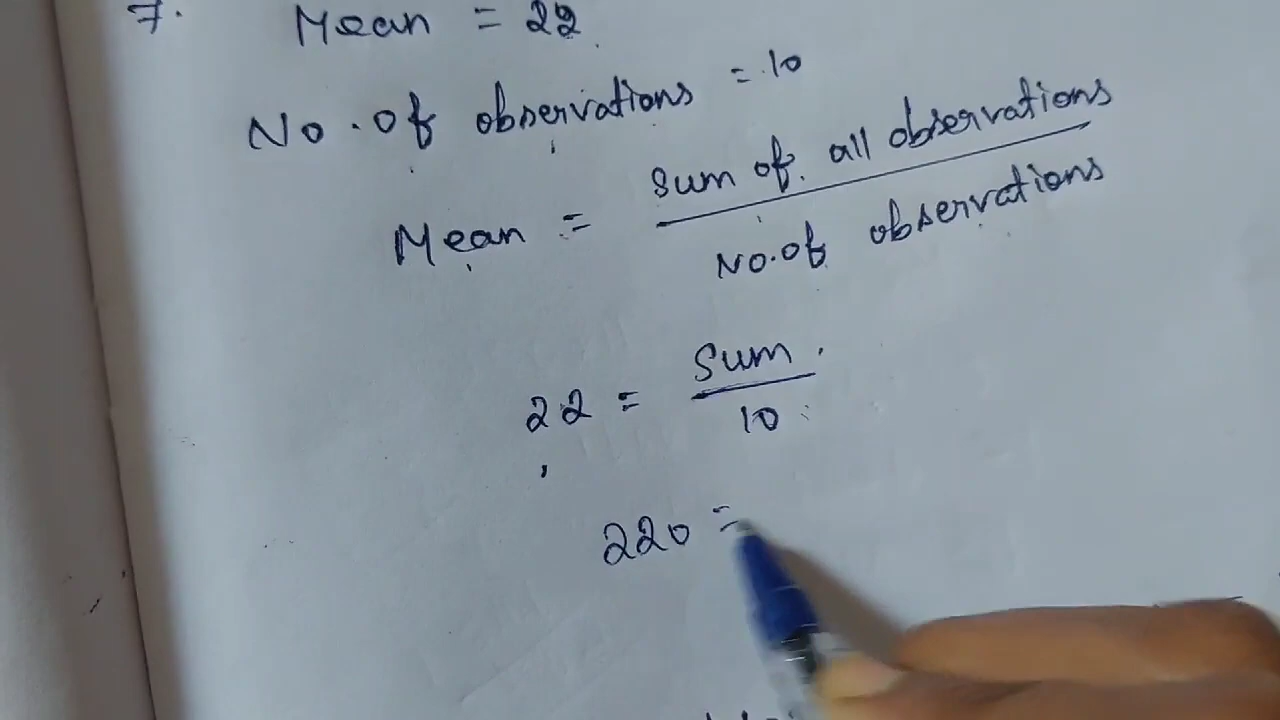 7. Mean = 22
No. of observations = 10
Mean = sum of all observations
No. of observations
22 = Sum
10
220 =